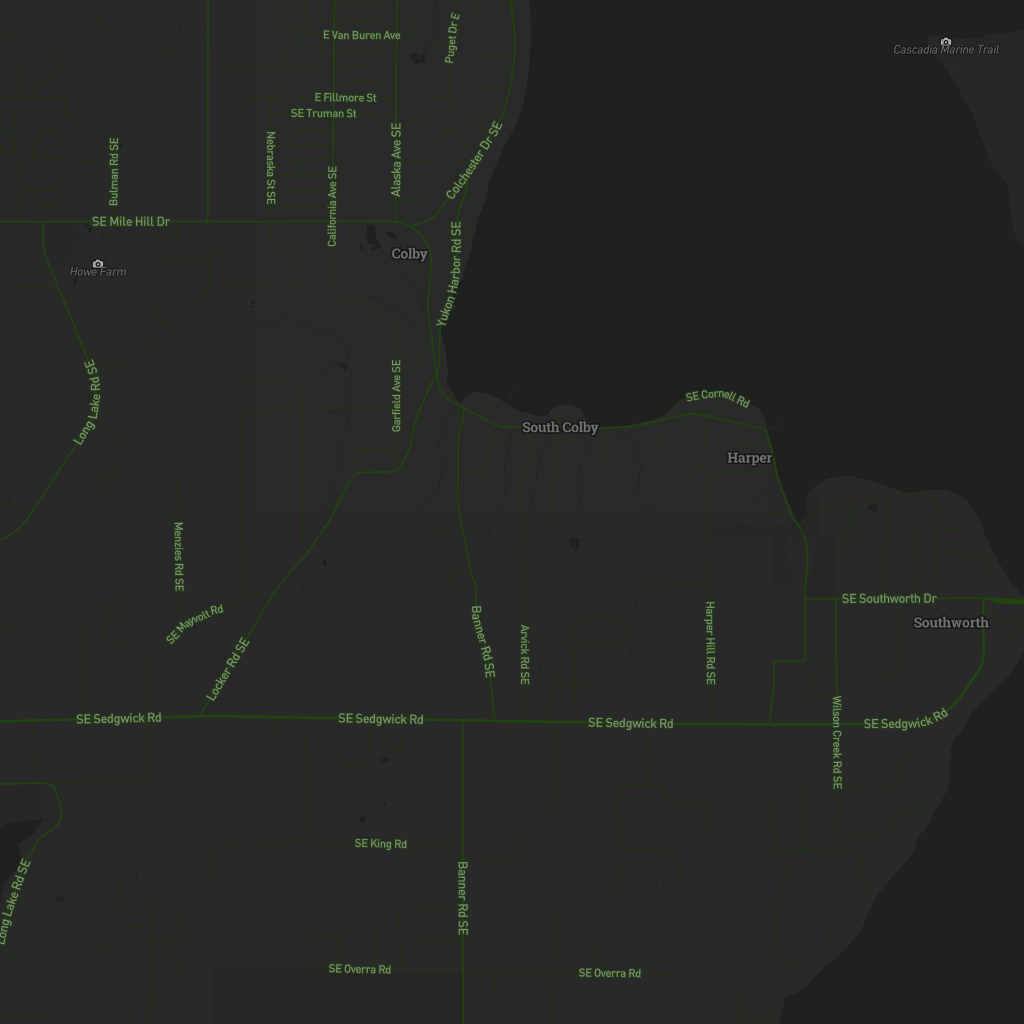 Puget Dr E
E Van Buren Ave
Cascadia Marine Trail
E Fillmore St
SE Truman St
Bulman Rd SE
Nebraska St SE
Alaska Ave SE
Colchester Dr SE
California Ave SE
SE Mile Hill Dr
Colby
Howe Farm
Yukon Harbor Rd SE
Long Lake Rd SE
Garfield Ave SE
SE Cornell Rd
South Colby
Harper
Menzies Rd SE
SE Mayvolt Rd
Locker Rd SE
Banner Rd SE
Arvick Rd SE
Harper Hill Rd SE
SE Southworth Dr
Southworth
SE Sedgwick Rd
SE Sedgwick Rd
SE Sedgwick Rd
SE Sedgwick Rd
Wilson Creek Rd SE
SE King Rd
Long Lake Rd SE
Banner Rd SE
SE Overra Rd
SE Overra Rd